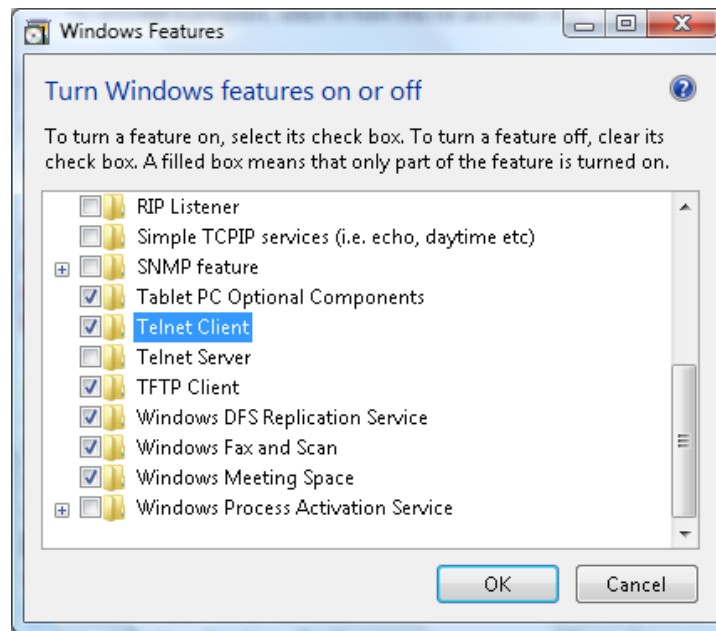 Windows Features
Turn Windows features on or off
To turn a feature on, select its check box. To turn a feature off, clear its
check box. A filled box means that only part of the feature is turned on.
RIP Listener
Simple TCPIP services (i.e. echo, daytime etc)
SNMP feature
Tablet PC Optional Components
Telnet Client
Telnet Server
TFTP Client
Windows DFS Replication Service
Windows Fax and Scan
Windows Meeting Space
Windows Process Activation Service
OK Cancel